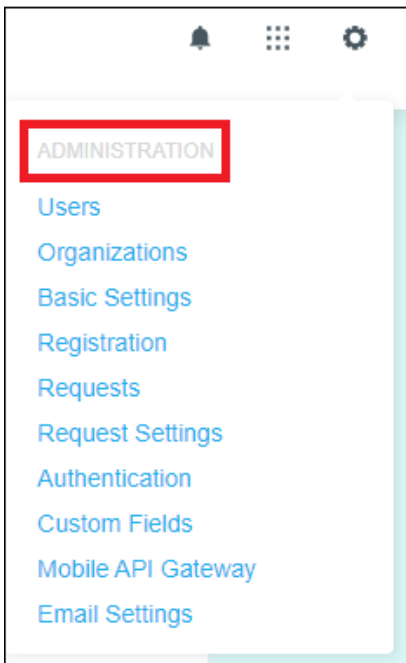 ADMINISTRATION
Users
Organizations
Basic Settings
Registration
Requests
Request Settings
Authentication
Custom Fields
Mobile API Gateway
Email Settings